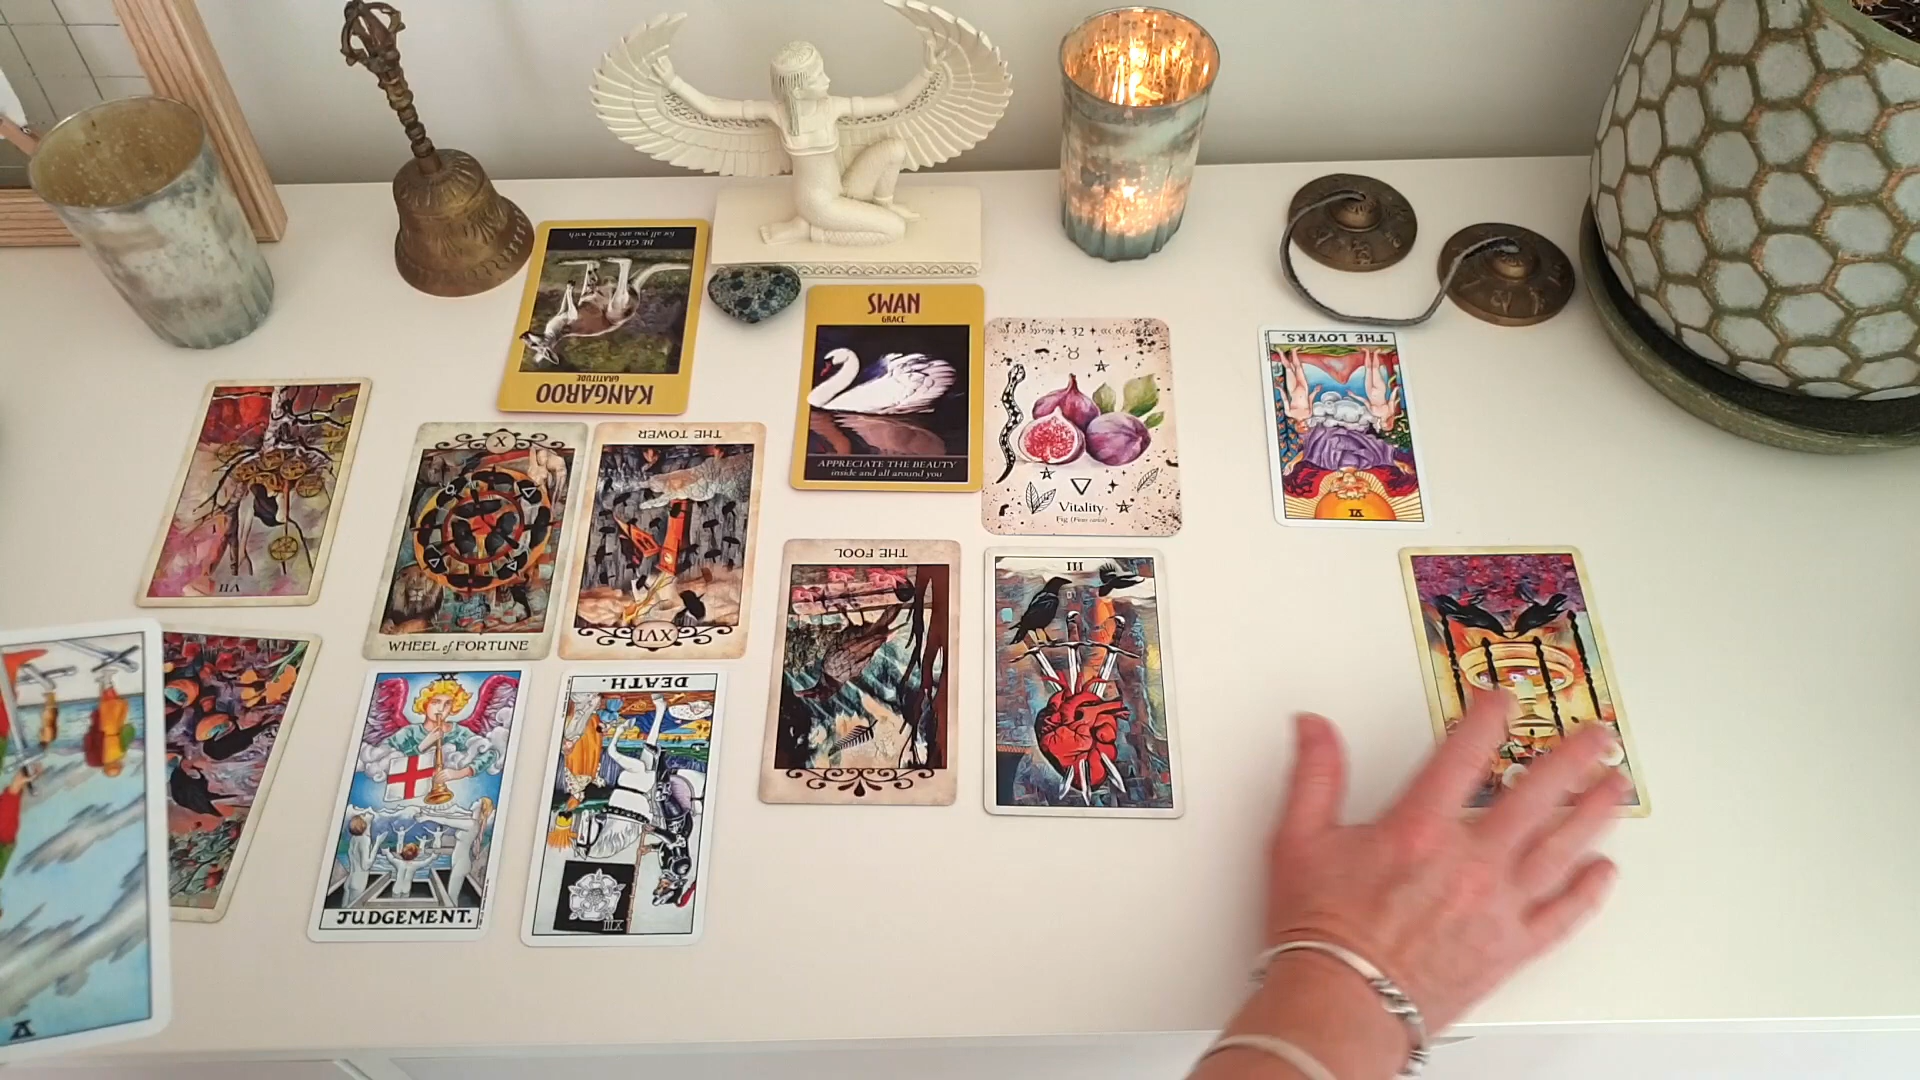 BE GRATEFUL
for all you are blessed with
KANGAROO
GRATITUDE
SWAN
GRACE
APPRECIATE THE BEAUTY
inside and all around you
32
Vitality
THE LOVERS.
VI
VII
X
WHEEL of FORTUNE
THE TOWER
XVI
THE FOOL
III
XX
JUDGEMENT.
DEATH.
XIII
V